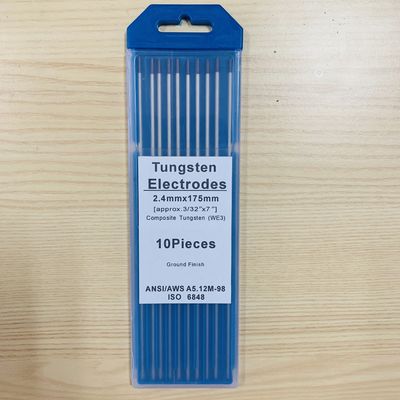 Tungsten
Electrodes
2.4mmx175mm
[approx.3/32"x7"]
Composite Tungsten (WE3)
10Pieces
Ground Finish
ANSI/AWS A5.12M-98
ISO 6848